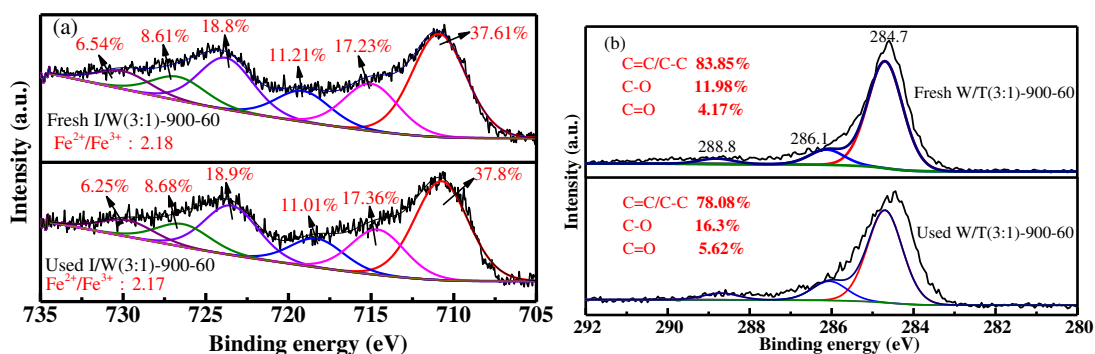 (a)
6.54%
8.61%
18.8%
11.21%
17.23%
37.61%
Fresh I/W(3:1)-900-60
Fe²⁺/Fe³⁺ : 2.18
6.25%
8.68%
18.9%
11.01%
17.36%
37.8%
Used I/W(3:1)-900-60
Fe²⁺/Fe³⁺ : 2.17
Intensity (a.u.)
Intensity (a.u.)
735 730 725 720 715 710 705
Binding energy (eV)
(b)
284.7
C=C/C-C 83.85%
C-O 11.98%
C=O 4.17%
Fresh W/T(3:1)-900-60
288.8
286.1
C=C/C-C 78.08%
C-O 16.3%
C=O 5.62%
Used W/T(3:1)-900-60
Intensity (a.u.)
Intensity (a.u.)
292 290 288 286 284 282 280
Binding energy (eV)